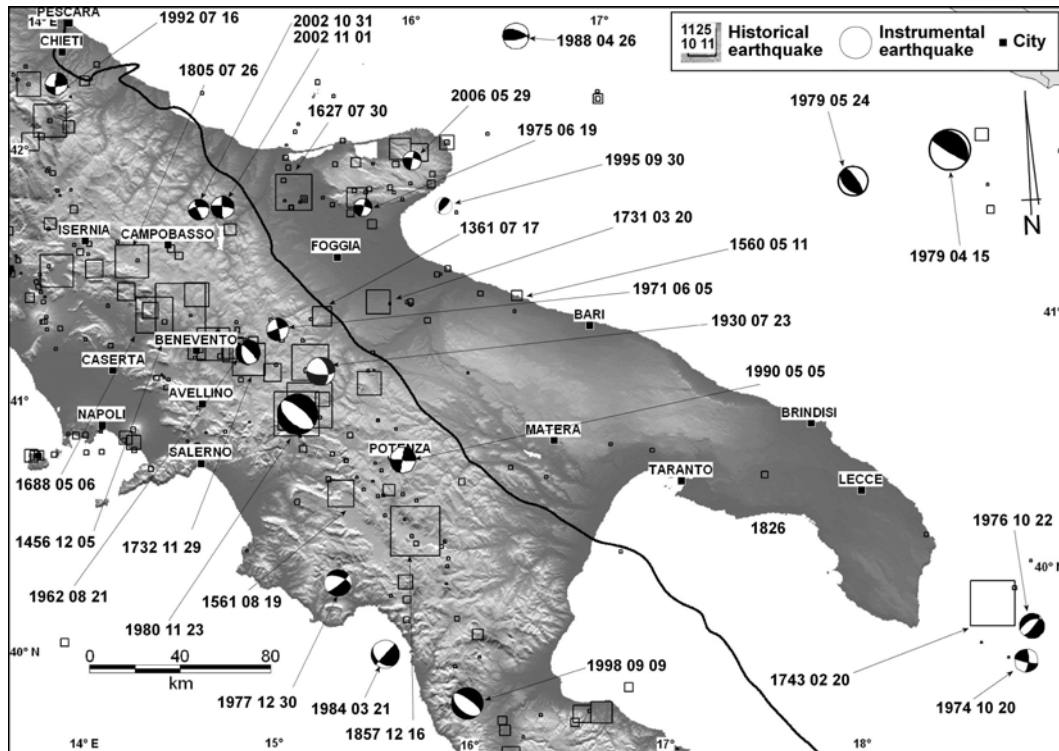 PESCARA
14° E
CHIETI
1992 07 16
2002 10 31
2002 11 01
16°
17°
1988 04 26
1125
10 11
Historical
earthquake
Instrumental
earthquake
City
1805 07 26
1627 07 30
2006 05 29
1975 06 19
1979 05 24
42°
1995 09 30
1361 07 17
1731 03 20
N
ISERNIA
CAMPOBASSO
FOGGIA
1560 05 11
1979 04 15
1971 06 05
BARI
41°
1930 07 23
BENEVENTO
CASERTA
1990 05 05
AVELLINO
41°
NAPOLI
BRINDISI
MATERA
SALERNO
POTENZA
TARANTO
LECCE
1688 05 06
1826
1976 10 22
1456 12 05
1732 11 29
40° N
1962 08 21
1561 08 19
1980 11 23
40° N
0 40 80
km
1998 09 09
1743 02 20
1977 12 30
1984 03 21
1974 10 20
1857 12 16
14° E
15°
16°
17°
18°